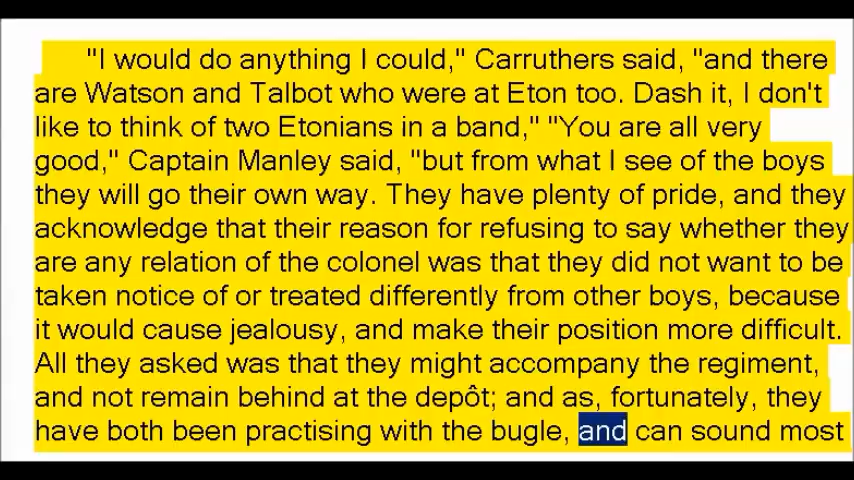 "I would do anything I could," Carruthers said, "and there
are Watson and Talbot who were at Eton too. Dash it, I don't
like to think of two Etonians in a band," "You are all very
good," Captain Manley said, "but from what I see of the boys
they will go their own way. They have plenty of pride, and they
acknowledge that their reason for refusing to say whether they
are any relation of the colonel was that they did not want to be
taken notice of or treated differently from other boys, because
it would cause jealousy, and make their position more difficult.
All they asked was that they might accompany the regiment,
and not remain behind at the depôt; and as, fortunately, they
have both been practising with the bugle, and can sound most